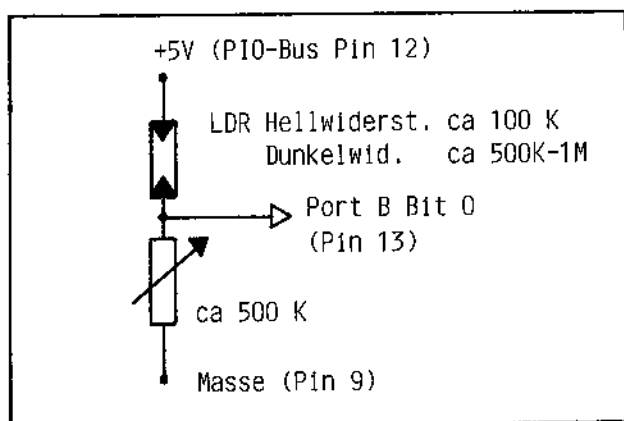 +5V (PIO-Bus Pin 12)
LDR Hellwiderst. ca 100 K
Dunkelwid. ca 500K-1M
Port B Bit 0
(Pin 13)
ca 500 K
Masse (Pin 9)